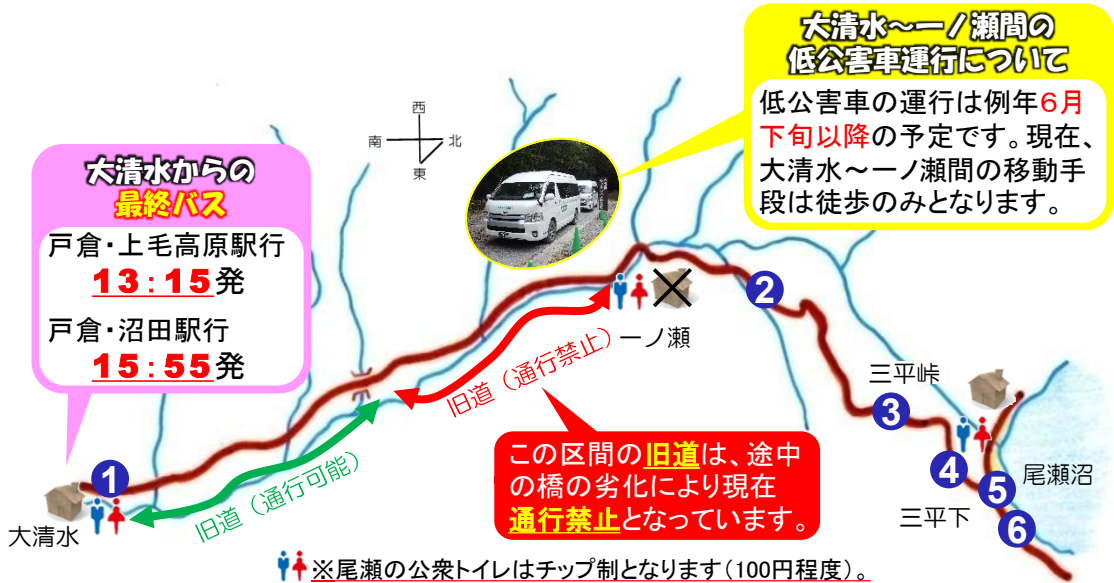 大清水～一ノ瀬間の
低公害車運行について
低公害車の運行は例年６月
下旬以降の予定です。現在、
大清水～一ノ瀬間の移動手
段は徒歩のみとなります。
西
南
北
東
大清水からの
最終バス
戸倉・上毛高原駅行
13：15発
戸倉・沼田駅行
15：55発
一ノ瀬
旧道（通行禁止）
旧道（通行可能）
この区間の旧道は、途中
の橋の劣化により現在
通行禁止となっています。
1
2
3
4
5
6
三平峠
尾瀬沼
三平下
大清水
※尾瀬の公衆トイレはチップ制となります（100円程度）。